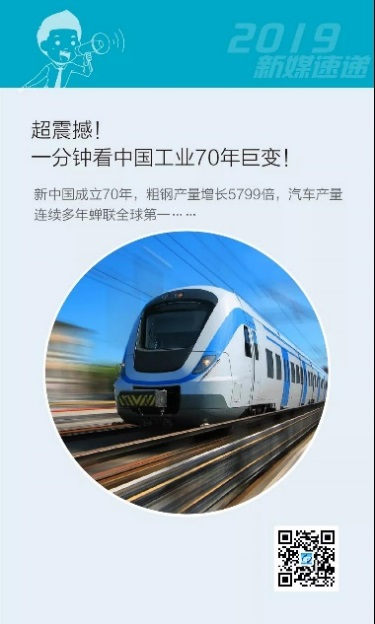 2019
新媒速递
超震撼！
一分钟看中国工业70年巨变！
新中国成立70年，粗钢产量增长5799倍，汽车产量
连续多年蝉联全球第一……